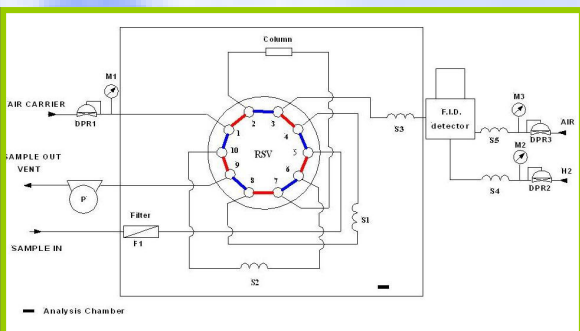 Column
M1
AIR CARRIER
DPR1
M3
F.I.D.
detector
S3
AIR
S5
DPR3
M2
H2
S4
DPR2
1
2
3
4
5
6
7
8
9
10
RSV
SAMPLE OUT
VENT
P
Filter
F1
SAMPLE IN
S1
S2
Analysis Chamber